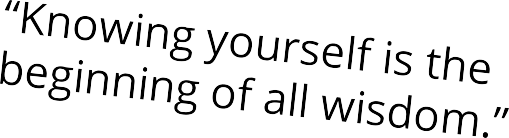 “Knowing yourself is the
beginning of all wisdom.”